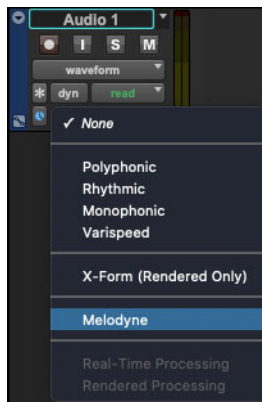 Audio 1
I S M
waveform
* dyn read
✓ None
Polyphonic
Rhythmic
Monophonic
Varispeed
X-Form (Rendered Only)
Melodyne
Real-Time Processing
Rendered Processing